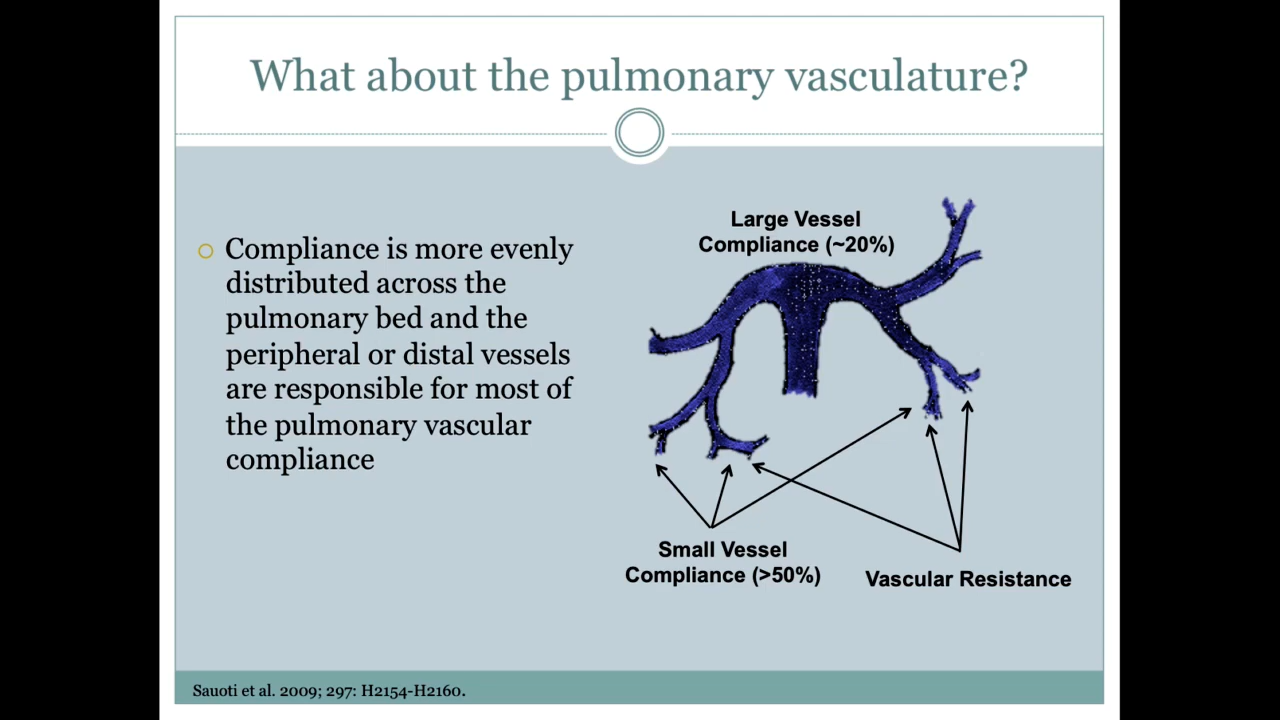 What about the pulmonary vasculature?
Compliance is more evenly
distributed across the
pulmonary bed and the
peripheral or distal vessels
are responsible for most of
the pulmonary vascular
compliance
Large Vessel
Compliance (~20%)
Small Vessel
Compliance (>50%)
Vascular Resistance
Sauoti et al. 2009; 297: H2154-H2160.